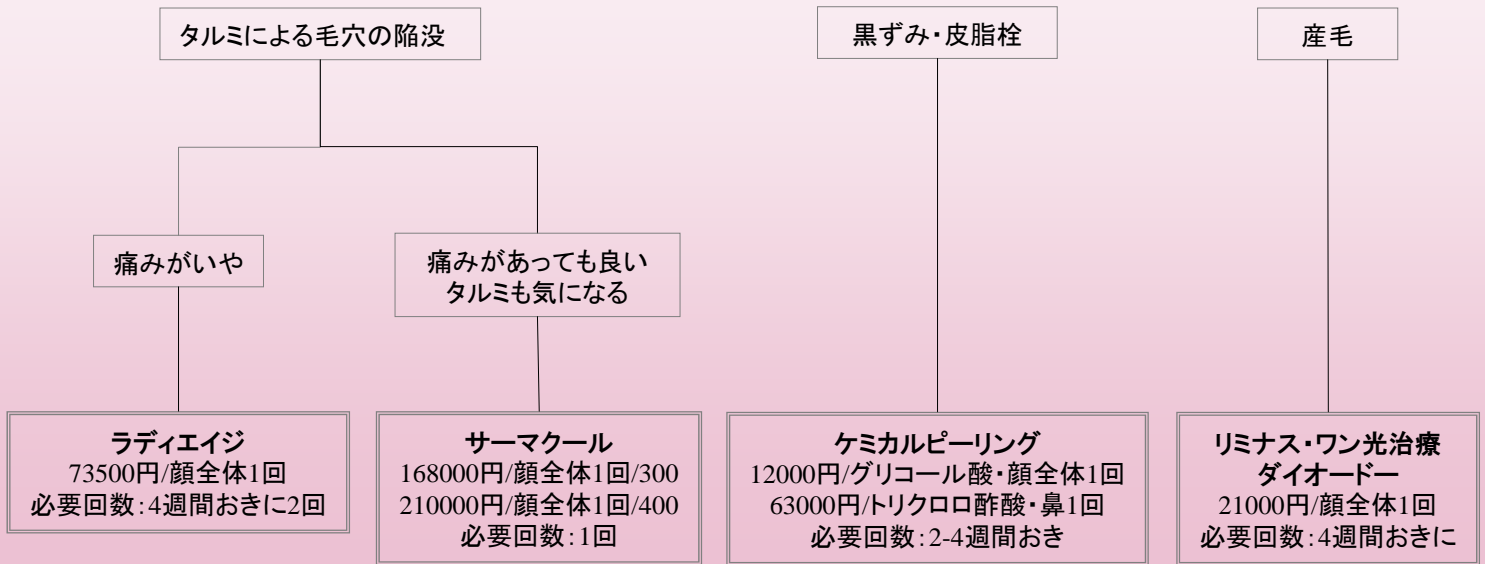 タルミによる毛穴の陥没
黒ずみ・皮脂栓
産毛
痛みがいや
痛みがあっても良い
タルミも気になる
ラディエイジ
73500円/顔全体1回
必要回数:4週間おきに2回
サーマクール
168000円/顔全体1回/300
210000円/顔全体1回/400
必要回数:1回
ケミカルピーリング
12000円/グリコール酸・顔全体1回
63000円/トリクロロ酢酸・鼻1回
必要回数:2-4週間おき
リミナス・ワン光治療
ダイオードー
21000円/顔全体1回
必要回数:4週間おきに